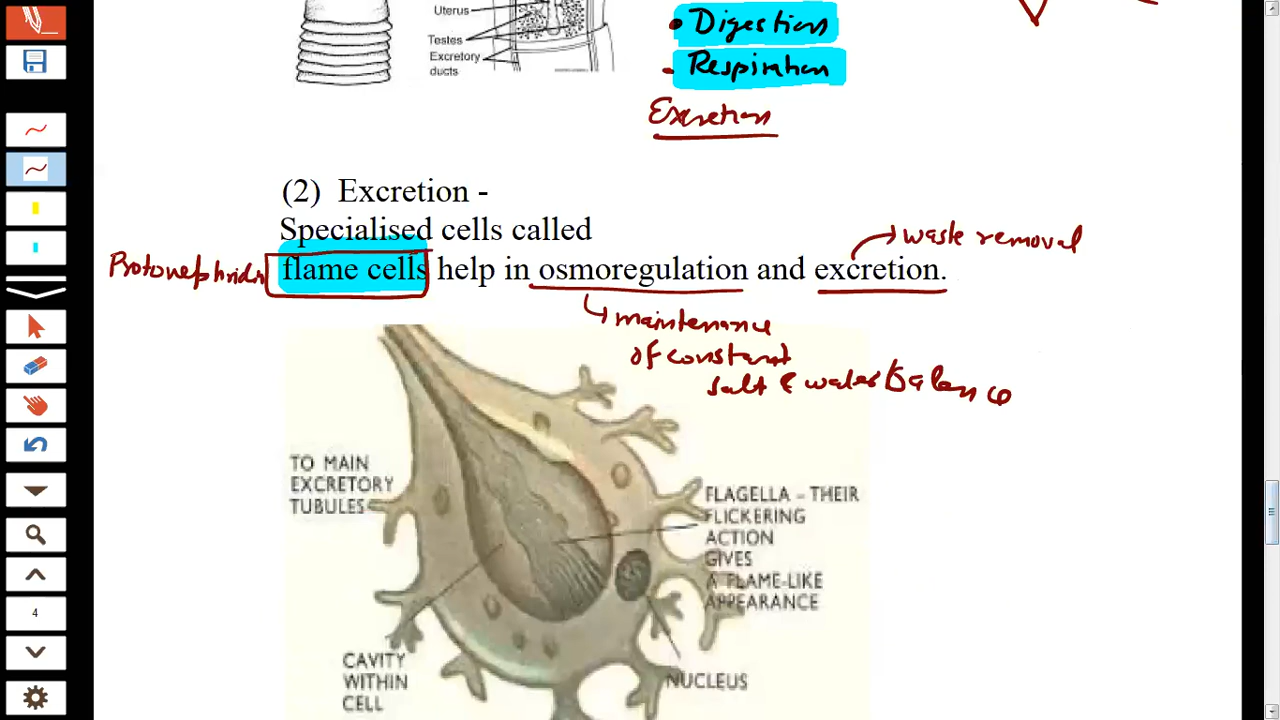 Uterus
Testes
Excretory
ducts
Digestion
Respiration
Excretion
(2) Excretion -
Specialised cells called
waste removal
Protonephridia
flame cells help in osmoregulation and excretion.
maintenance
of constant
salt & water balance
TO MAIN
EXCRETORY
TUBULES
FLAGELLA – THEIR
FLICKERING
ACTION
GIVES
A FLAME-LIKE
APPEARANCE
CAVITY
WITHIN
CELL
NUCLEUS
4